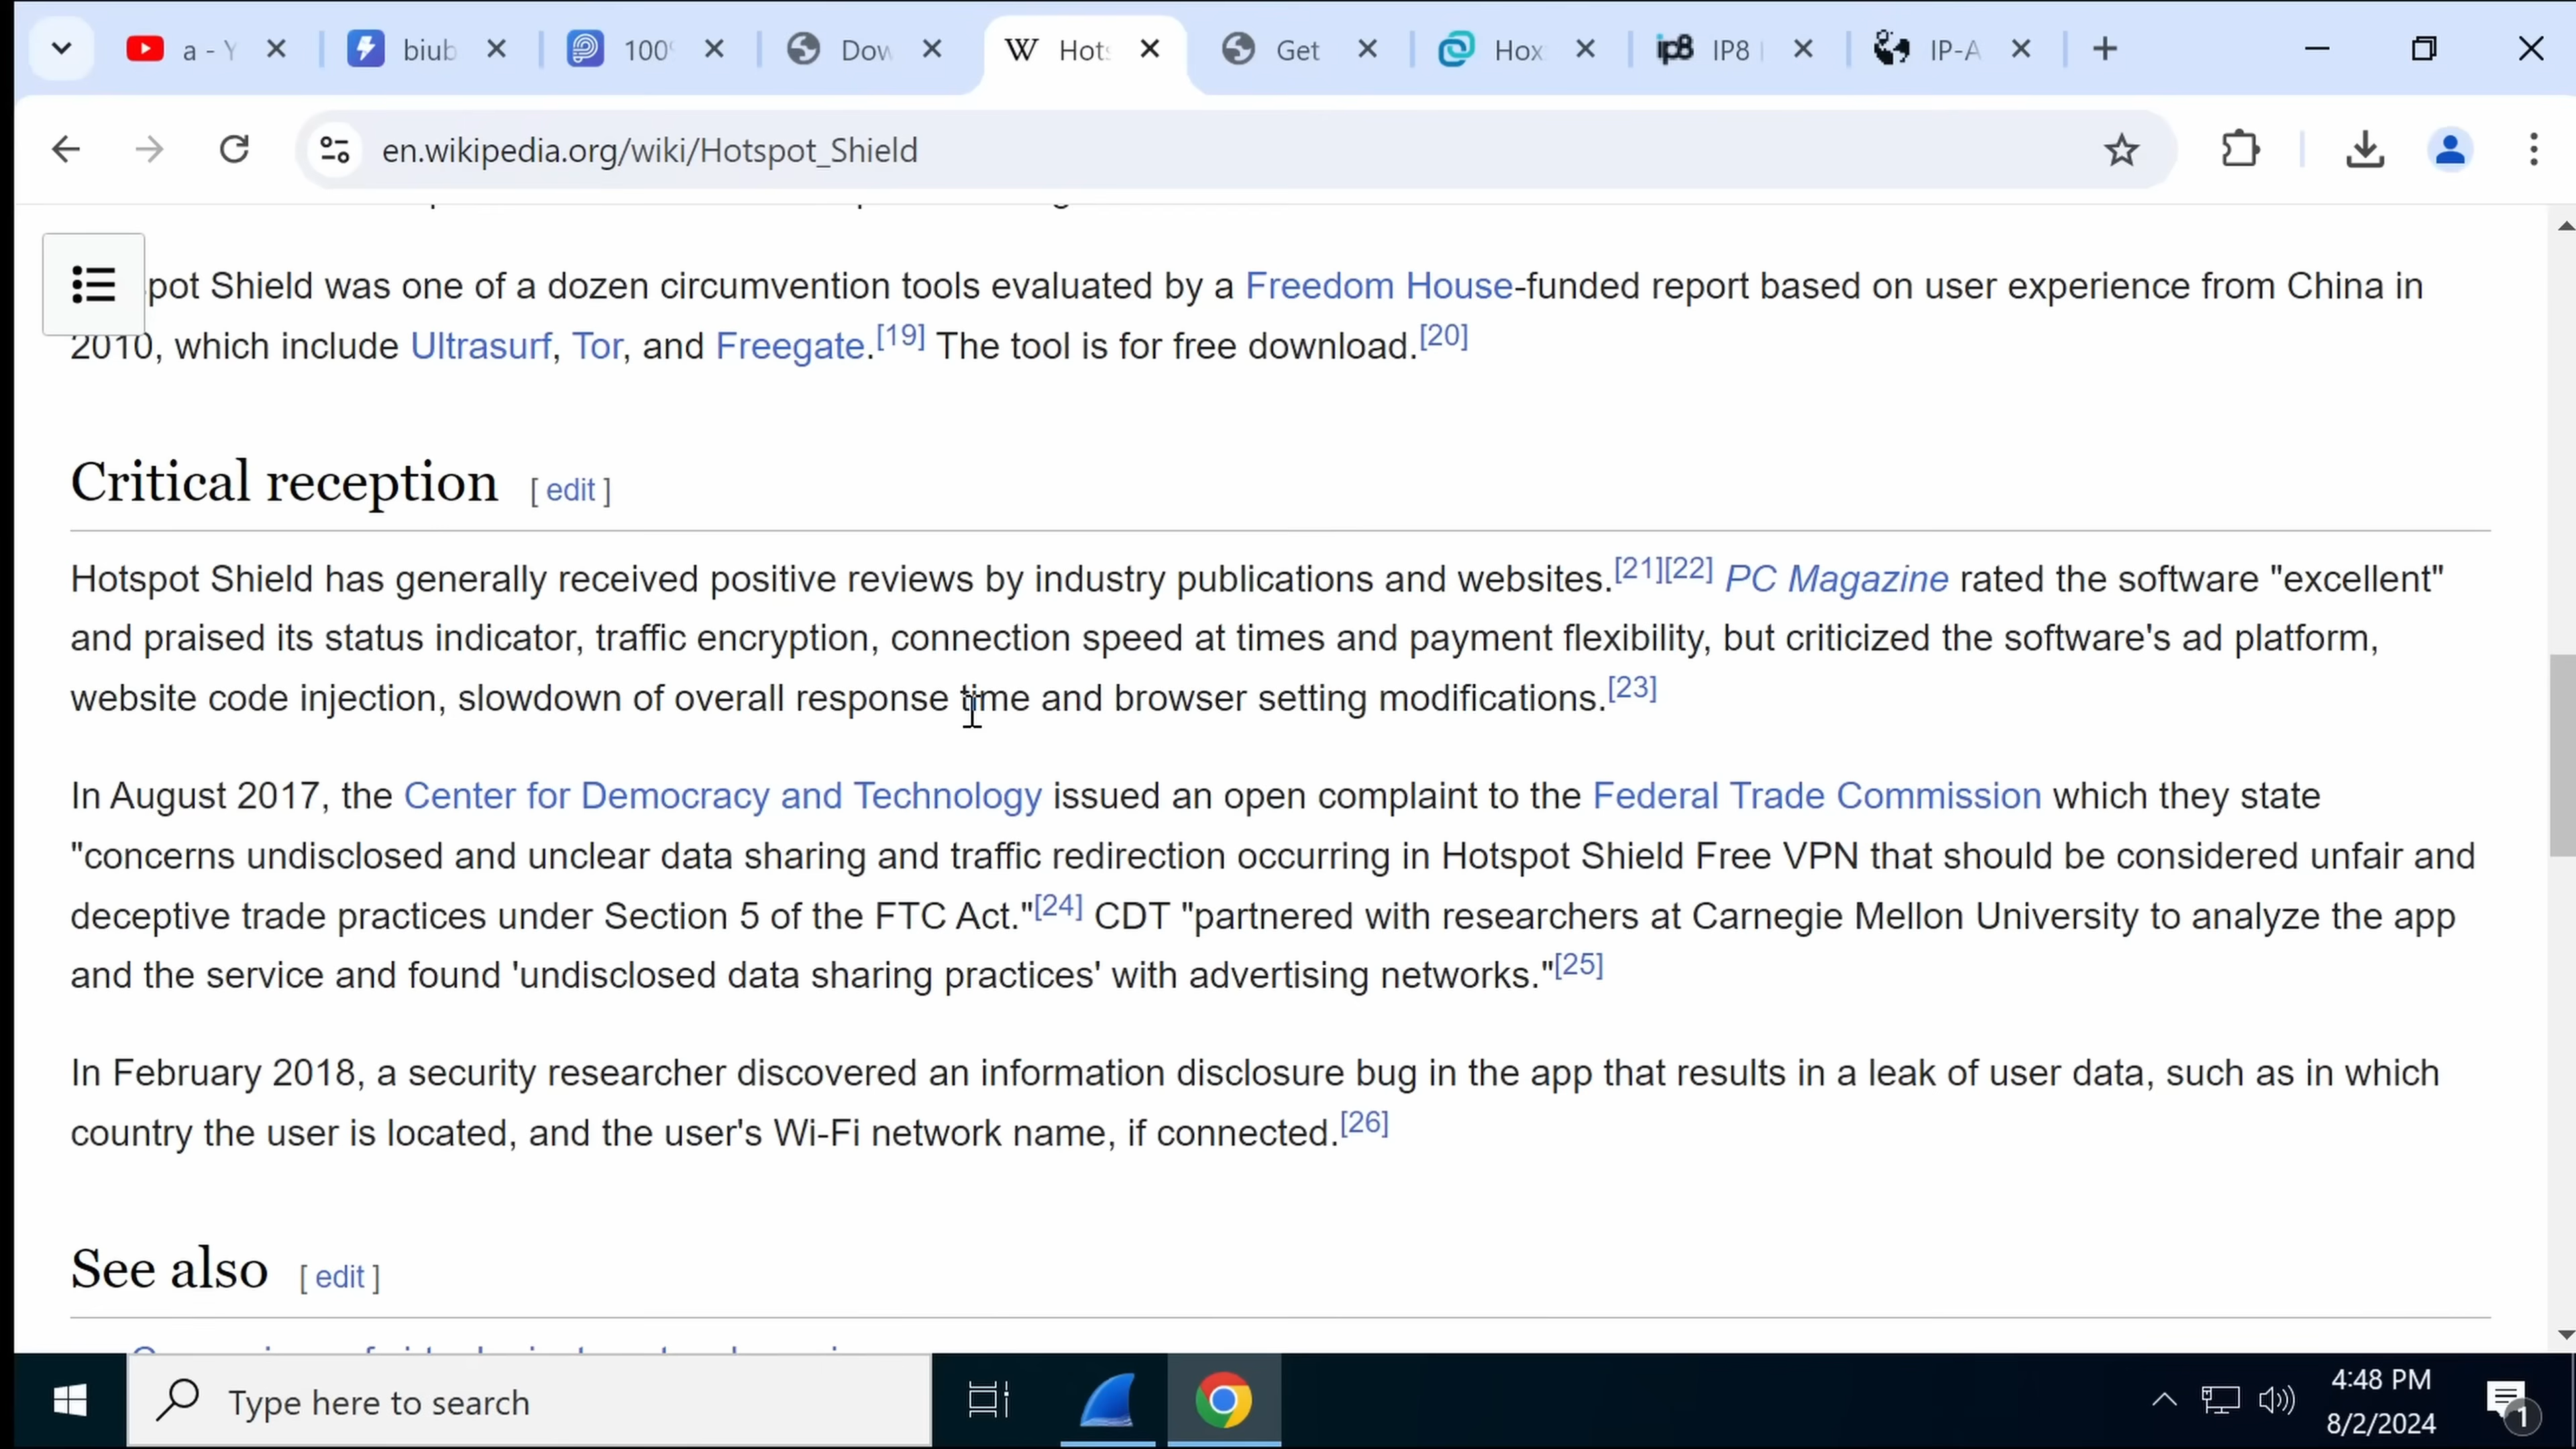 a - Y
biub
100
Dow
Hots
Get
Hox
IP8
IP-A
en.wikipedia.org/wiki/Hotspot_Shield
pot Shield was one of a dozen circumvention tools evaluated by a Freedom House-funded report based on user experience from China in
2010, which include Ultrasurf, Tor, and Freegate.[19] The tool is for free download.[20]
Critical reception [ edit ]
Hotspot Shield has generally received positive reviews by industry publications and websites.[21][22] PC Magazine rated the software "excellent"
and praised its status indicator, traffic encryption, connection speed at times and payment flexibility, but criticized the software's ad platform,
website code injection, slowdown of overall response time and browser setting modifications.[23]
In August 2017, the Center for Democracy and Technology issued an open complaint to the Federal Trade Commission which they state
"concerns undisclosed and unclear data sharing and traffic redirection occurring in Hotspot Shield Free VPN that should be considered unfair and
deceptive trade practices under Section 5 of the FTC Act."[24] CDT "partnered with researchers at Carnegie Mellon University to analyze the app
and the service and found 'undisclosed data sharing practices' with advertising networks."[25]
In February 2018, a security researcher discovered an information disclosure bug in the app that results in a leak of user data, such as in which
country the user is located, and the user's Wi-Fi network name, if connected.[26]
See also [ edit ]
Type here to search
4:48 PM
8/2/2024
1